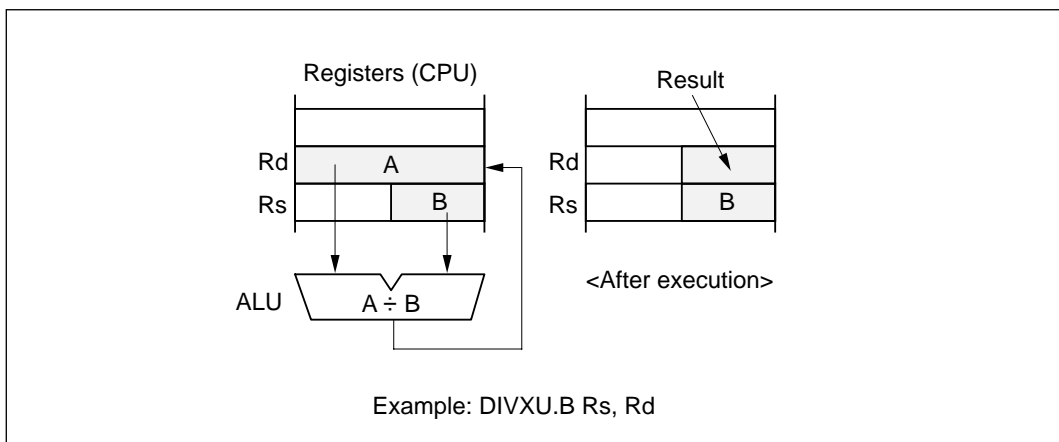 Registers (CPU)
Result
Rd
A
Rs
B
Rd
Rs
B
ALU
A ÷ B
<After execution>
Example: DIVXU.B Rs, Rd